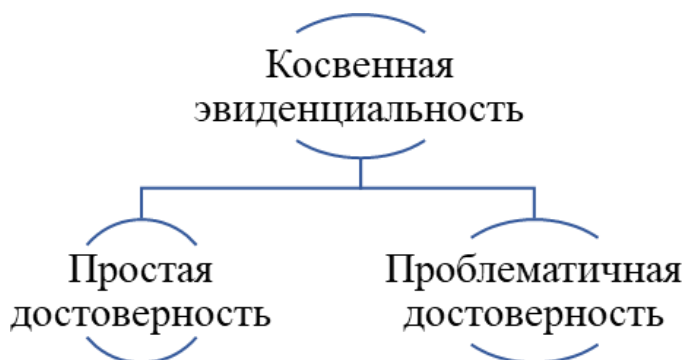 Косвенная
эвиденциальность
Простая
достоверность
Проблематичная
достоверность